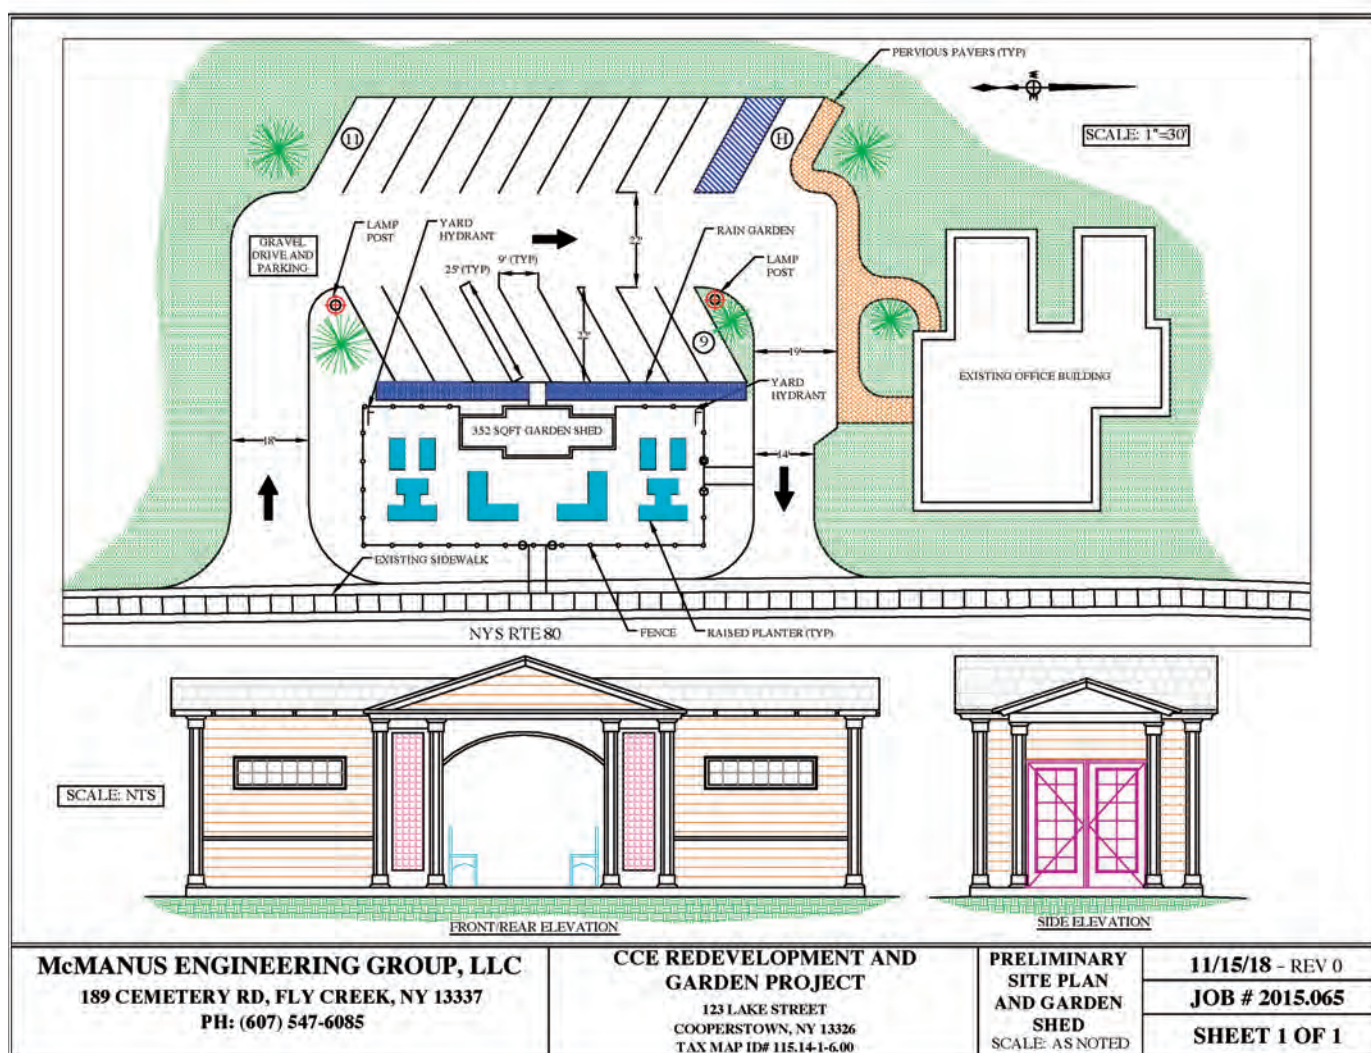 PERVIOUS PAVERS (TYP)
N
SCALE: 1"=30'
11
H
LAMP
POST
YARD
HYDRANT
GRAVEL
DRIVE AND
PARKING
25' (TYP)
9' (TYP)
22'
RAIN GARDEN
LAMP
POST
22'
9
19'
EXISTING OFFICE BUILDING
YARD
HYDRANT
352 SQFT GARDEN SHED
18'
14'
EXISTING SIDEWALK
NYS RTE 80
FENCE
RAISED PLANTER (TYP)
SCALE: NTS
FRONT/REAR ELEVATION
SIDE ELEVATION
McMANUS ENGINEERING GROUP, LLC
189 CEMETERY RD, FLY CREEK, NY 13337
PH: (607) 547-6085
CCE REDEVELOPMENT AND
GARDEN PROJECT
123 LAKE STREET
COOPERSTOWN, NY 13326
TAX MAP ID# 115.14-1-6.00
PRELIMINARY
SITE PLAN
AND GARDEN
SHED
SCALE: AS NOTED
11/15/18 - REV 0
JOB # 2015.065
SHEET 1 OF 1